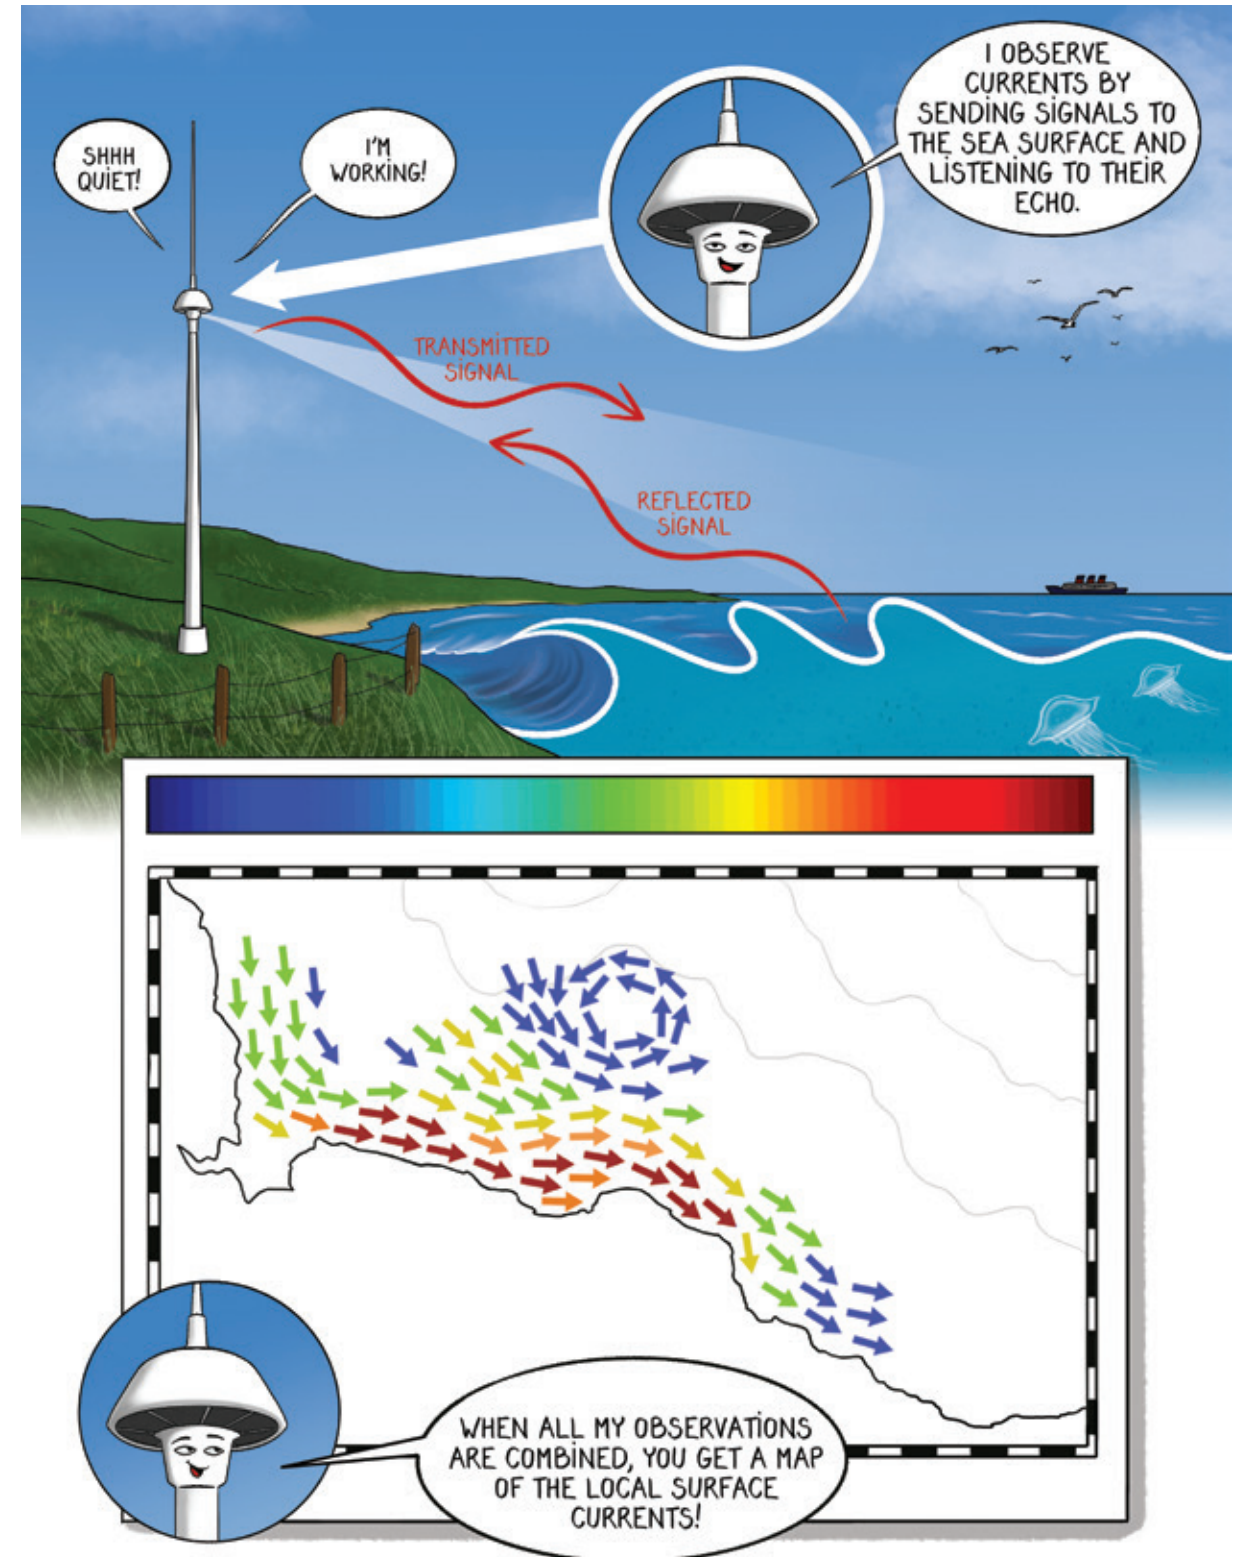 SHHH
QUIET!
I'M
WORKING!
I OBSERVE
CURRENTS BY
SENDING SIGNALS TO
THE SEA SURFACE AND
LISTENING TO THEIR
ECHO.
TRANSMITTED
SIGNAL
REFLECTED
SIGNAL
WHEN ALL MY OBSERVATIONS
ARE COMBINED, YOU GET A MAP
OF THE LOCAL SURFACE
CURRENTS!